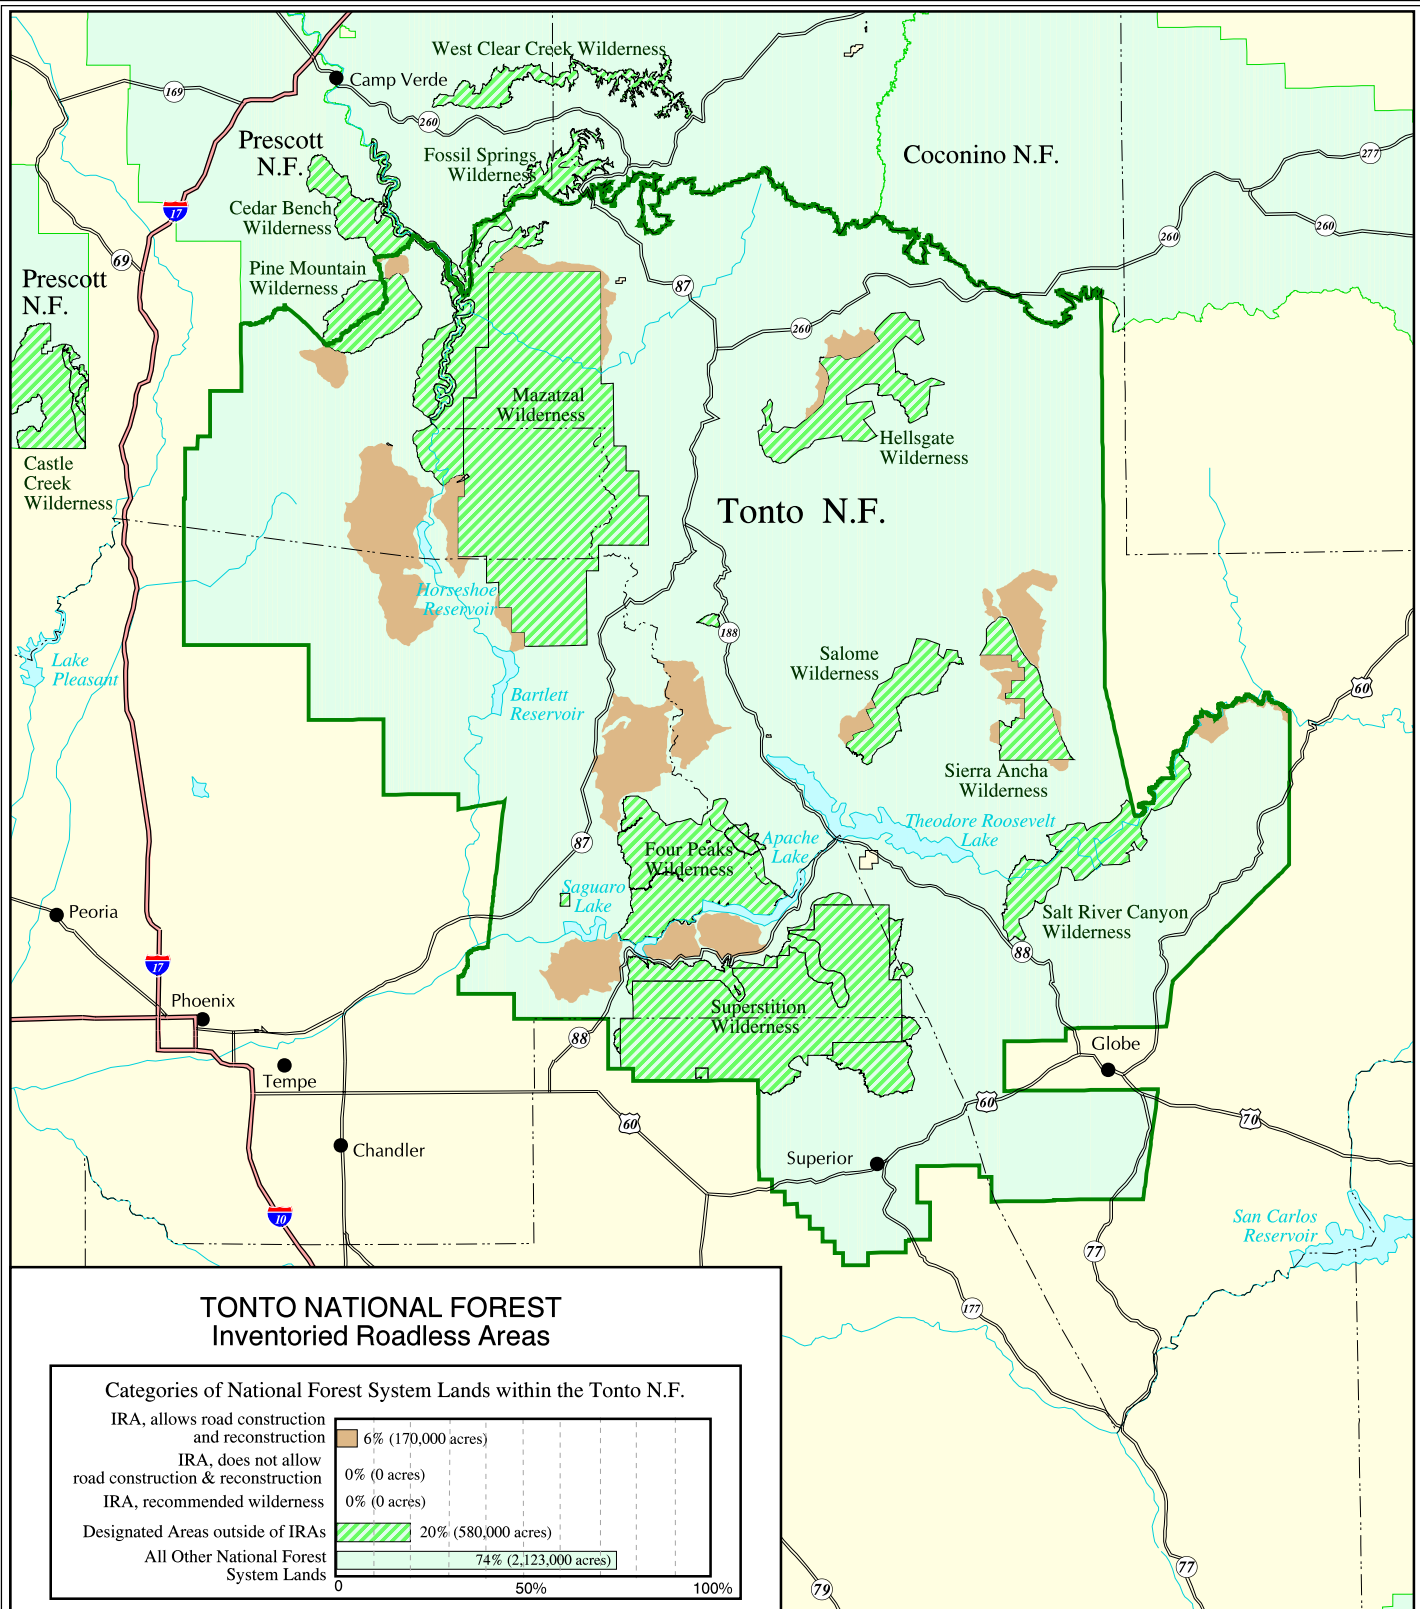 West Clear Creek Wilderness
Camp Verde
169
260
Prescott
N.F.
Fossil Springs
Wilderness
Coconino N.F.
277
17
Cedar Bench
Wilderness
260
260
69
Pine Mountain
Wilderness
Prescott
N.F.
87
260
Mazatzal
Wilderness
Hellsgate
Wilderness
Castle
Creek
Wilderness
Tonto N.F.
Horseshoe
Reservoir
188
Salome
Wilderness
Lake
Pleasant
60
Bartlett
Reservoir
Sierra Ancha
Wilderness
Theodore Roosevelt
Lake
Apache
Lake
87
Four Peaks
Wilderness
Saguaro
Lake
Peoria
Salt River Canyon
Wilderness
88
17
Phoenix
Superstition
Wilderness
88
Globe
Tempe
60
60
70
Chandler
Superior
10
San Carlos
Reservoir
77
177
TONTO NATIONAL FOREST
Inventoried Roadless Areas
Categories of National Forest System Lands within the Tonto N.F.
IRA, allows road construction
and reconstruction
6% (170,000 acres)
IRA, does not allow
road construction & reconstruction
0% (0 acres)
IRA, recommended wilderness
0% (0 acres)
Designated Areas outside of IRAs
20% (580,000 acres)
All Other National Forest
System Lands
74% (2,123,000 acres)
0
50%
100%
77
79